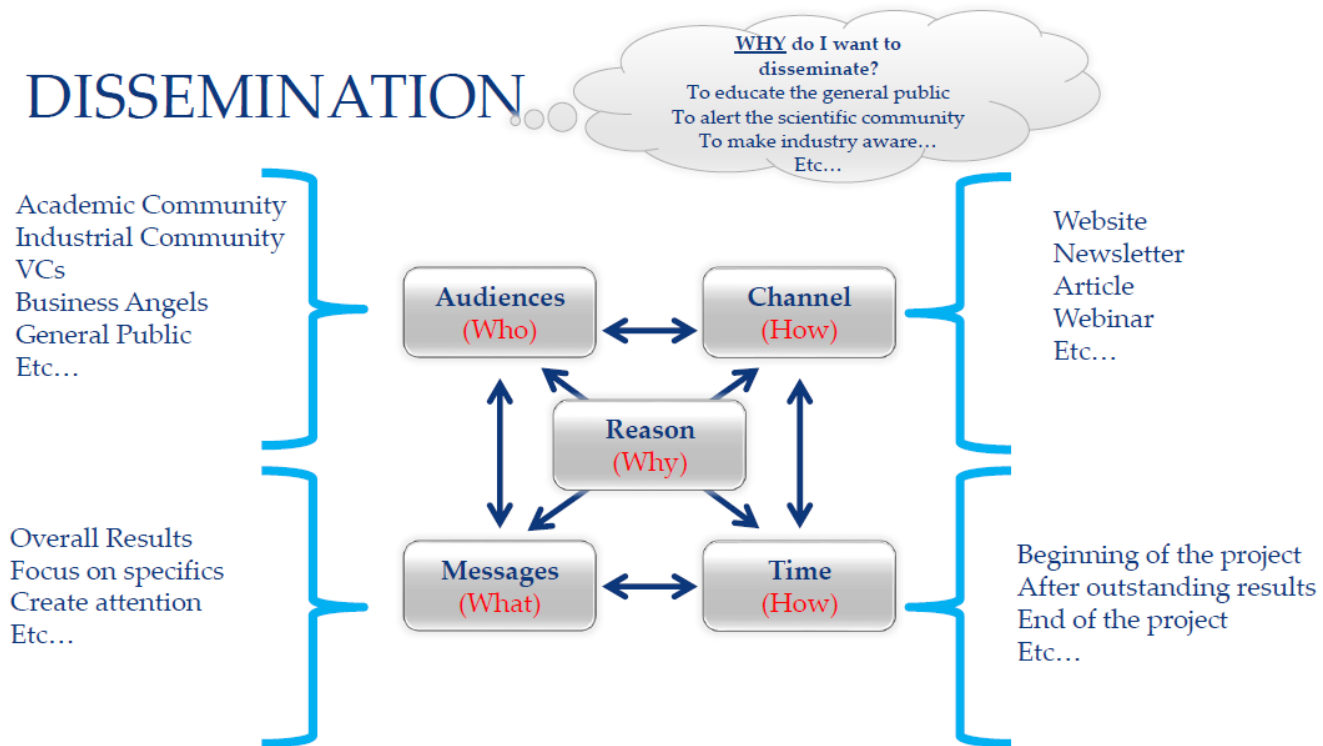 DISSEMINATION
WHY do I want to
disseminate?
To educate the general public
To alert the scientific community
To make industry aware…
Etc…
Academic Community
Industrial Community
VCs
Business Angels
General Public
Etc…
Audiences
(Who)
Channel
(How)
Website
Newsletter
Article
Webinar
Etc…
Reason
(Why)
Overall Results
Focus on specifics
Create attention
Etc…
Messages
(What)
Time
(How)
Beginning of the project
After outstanding results
End of the project
Etc…